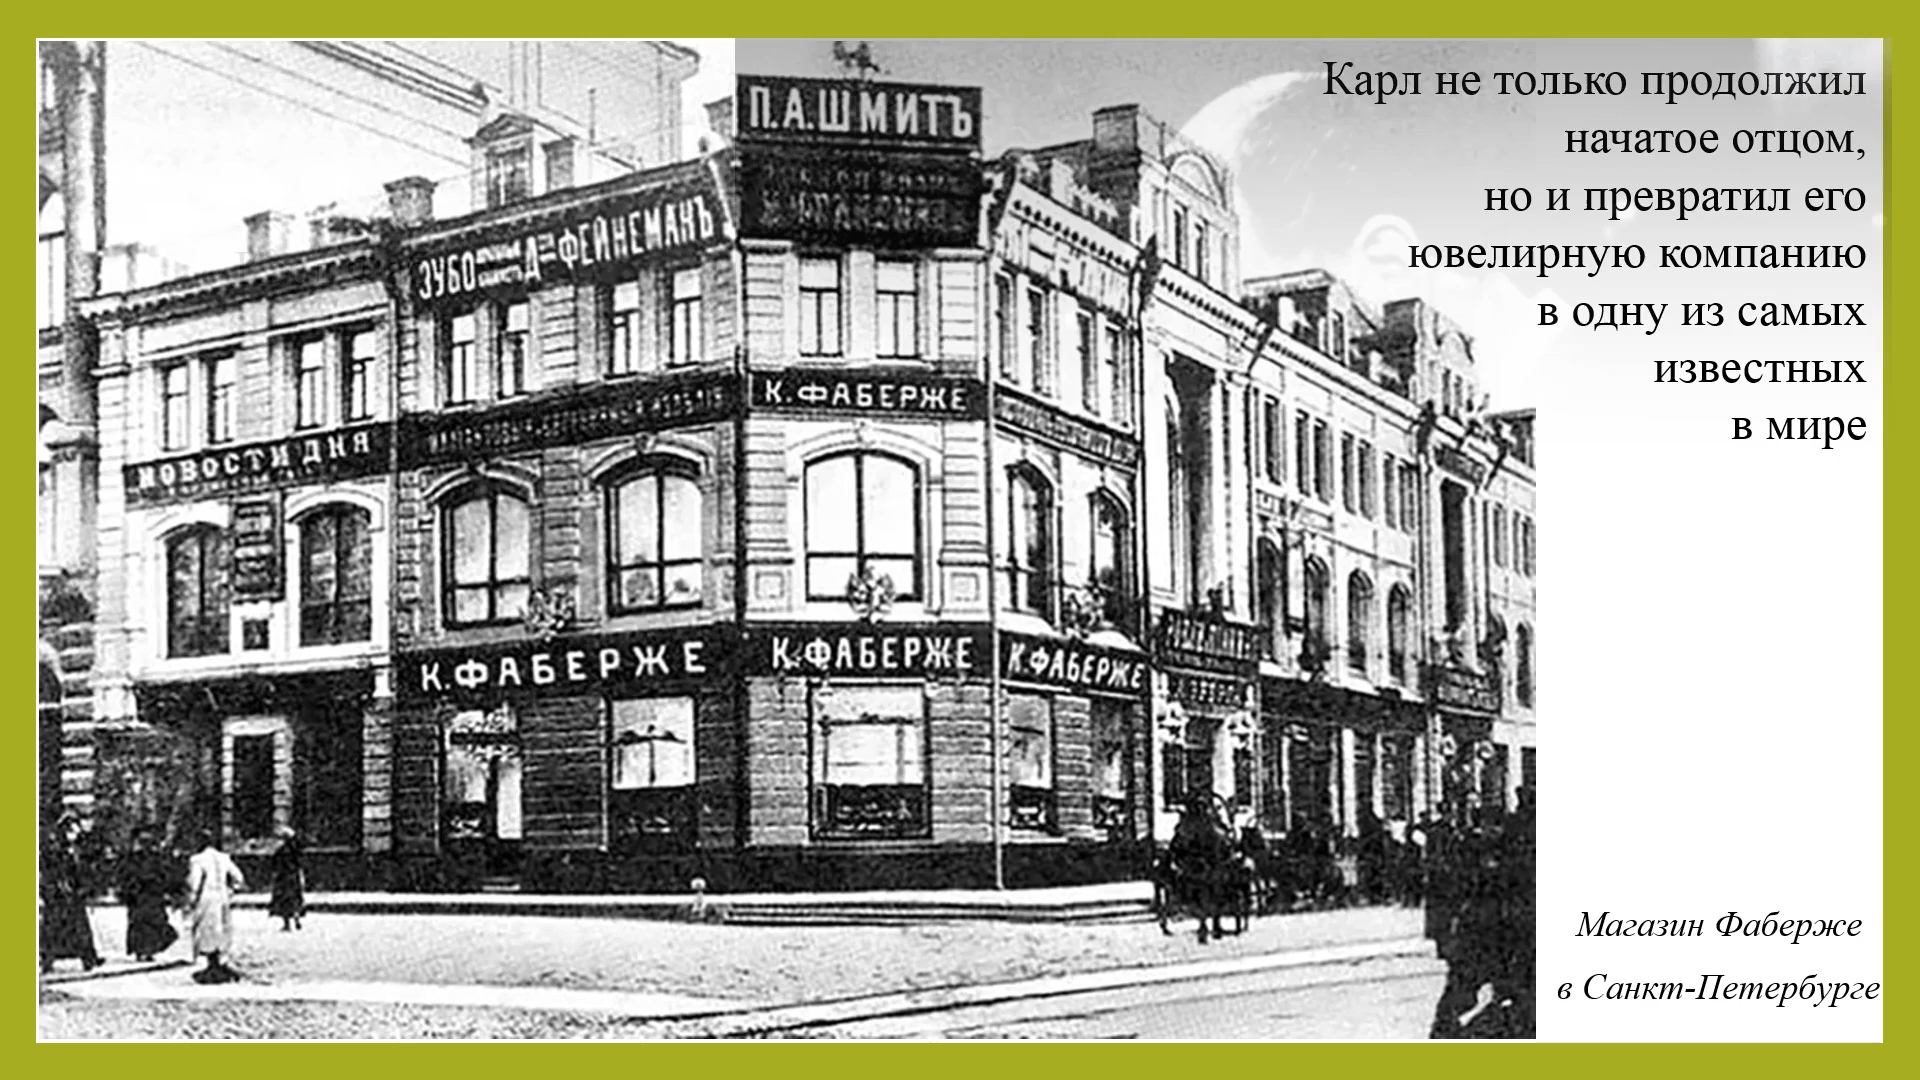 П.А.ШМИТЪ
ЗУБО
Д
ФЕЙНЕМАНЪ
К.ФАБЕРЖЕ
НОВОСТИ ДНЯ
К.ФАБЕРЖЕ
К.ФАБЕРЖЕ
К.ФАБЕРЖЕ
Карл не только продолжил
начатое отцом,
но и превратил его
ювелирную компанию
в одну из самых
известных
в мире
Магазин Фаберже
в Санкт-Петербурге